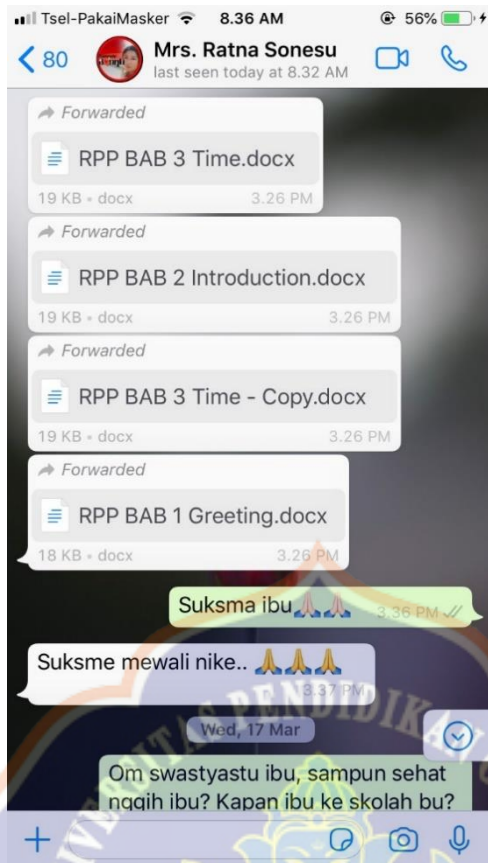 Tsel-PakaiMasker 8.36 AM 56%
80 Mrs. Ratna Sonesu
last seen today at 8.32 AM
Forwarded
RPP BAB 3 Time.docx
19 KB • docx 3.26 PM
Forwarded
RPP BAB 2 Introduction.docx
19 KB • docx 3.26 PM
Forwarded
RPP BAB 3 Time - Copy.docx
19 KB • docx 3.26 PM
Forwarded
RPP BAB 1 Greeting.docx
18 KB • docx 3.26 PM
Suksma ibu🙏🙏 3.36 PM
Suksme mewali nike.. 🙏🙏🙏
3.37 PM
Wed, 17 Mar
Om swastyastu ibu, sampun sehat
nggih ibu? Kapan ibu ke skolah bu?